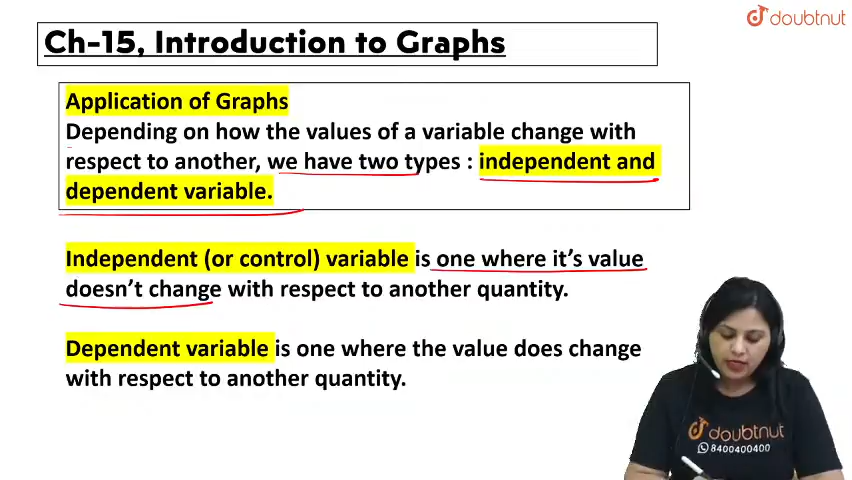 doubtnut
Ch-15, Introduction to Graphs
Application of Graphs
Depending on how the values of a variable change with
respect to another, we have two types : independent and
dependent variable.
Independent (or control) variable is one where it's value
doesn't change with respect to another quantity.
Dependent variable is one where the value does change
with respect to another quantity.
doubtnut
8400400400